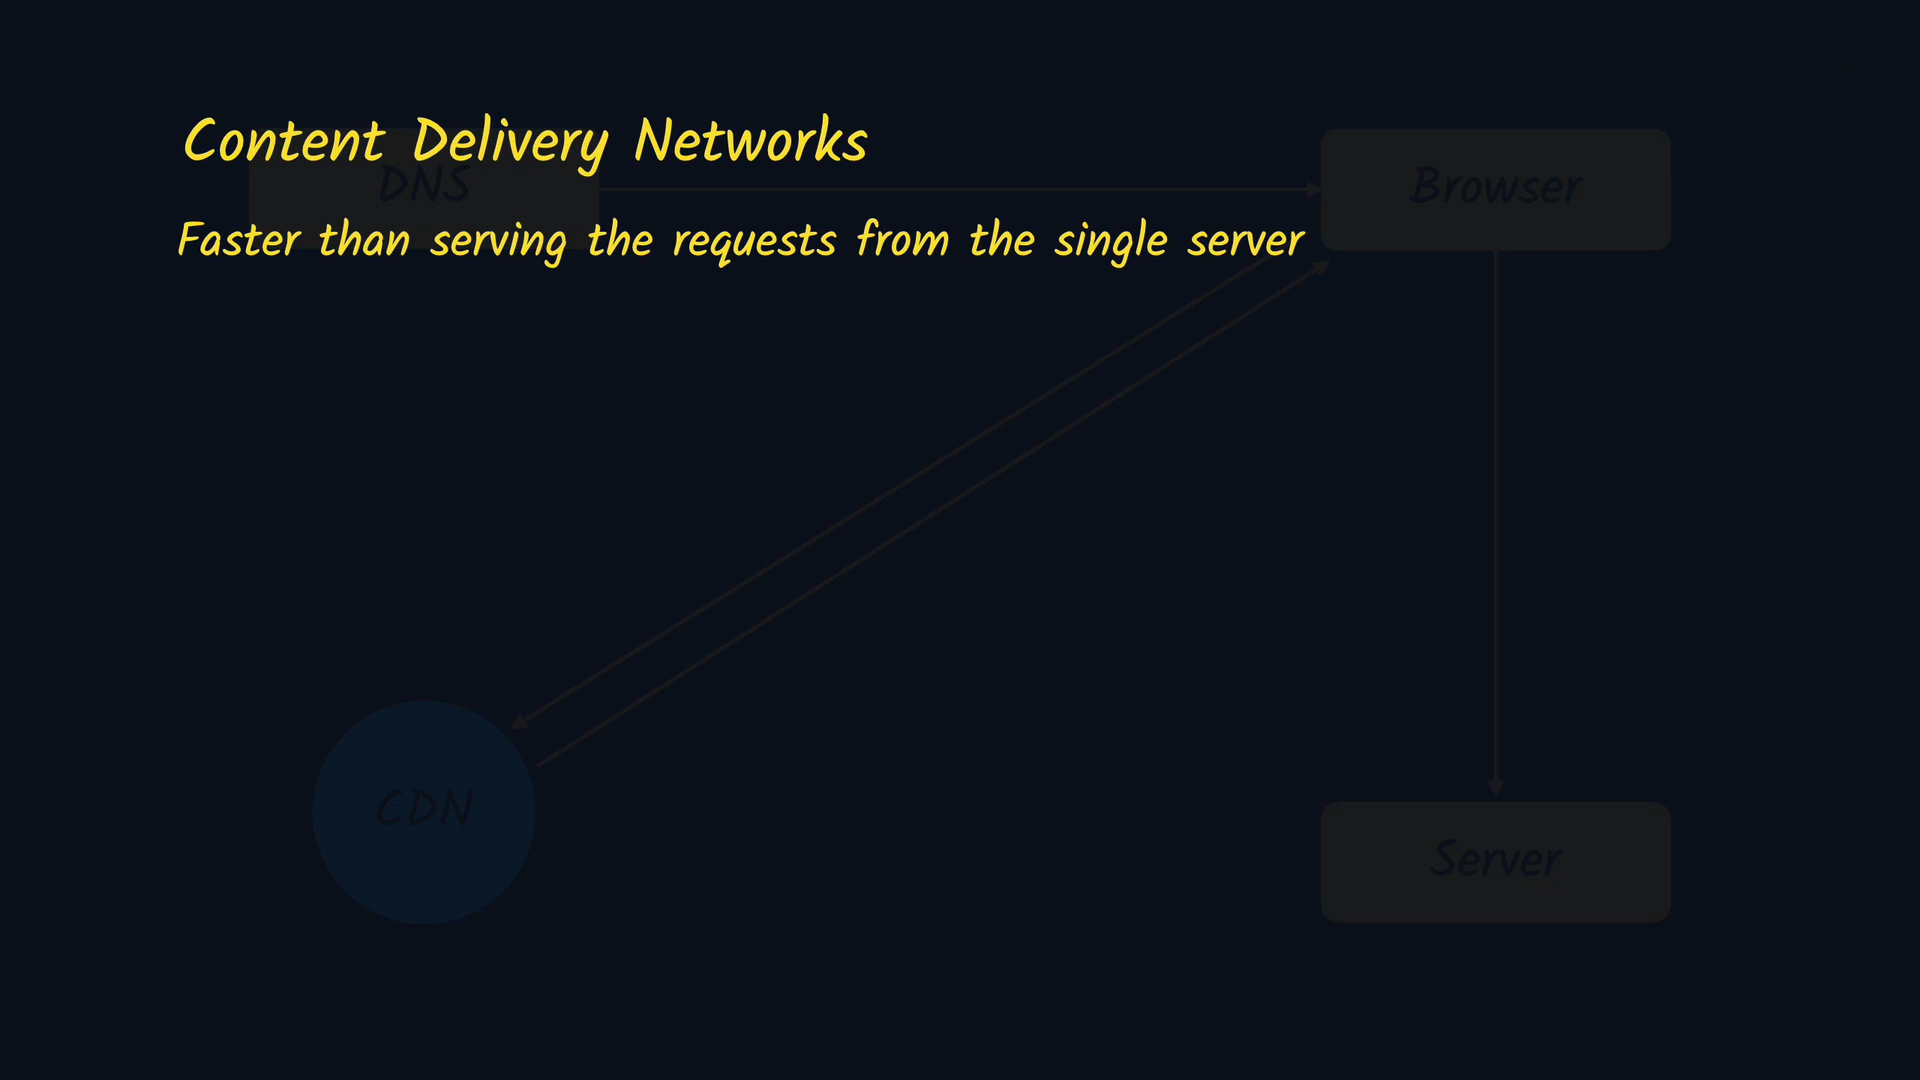 Content Delivery Networks
DNS
Browser
Faster than serving the requests from the single server
CDN
Server